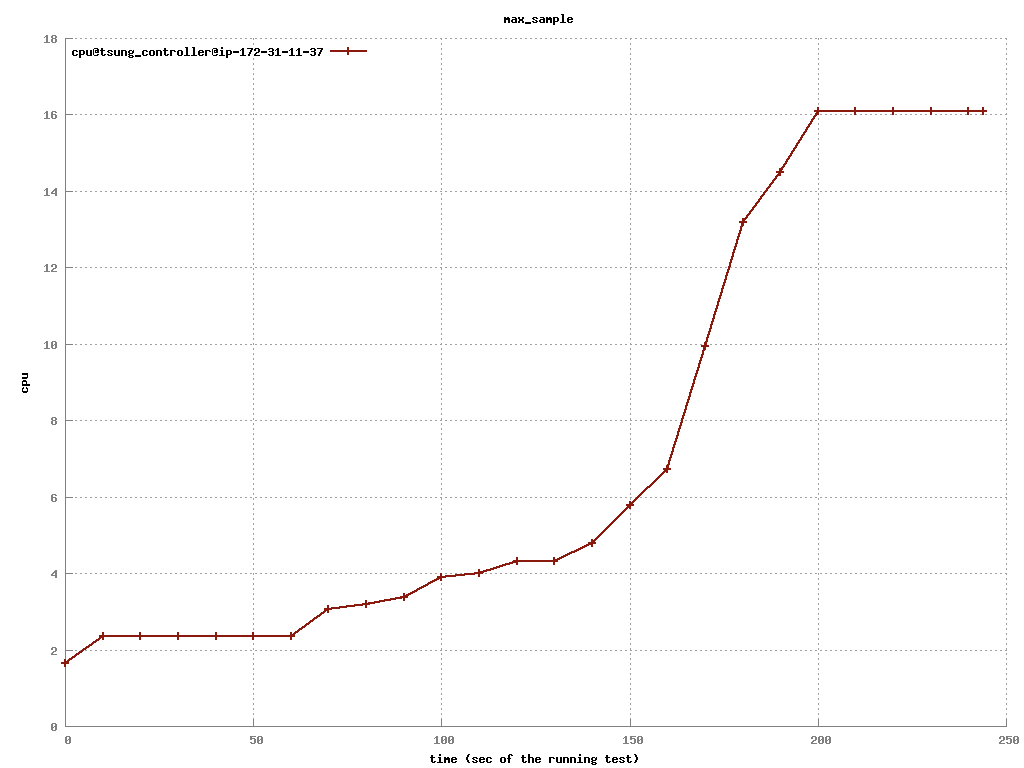 max_sample
cpu@tsung_controller@ip-172-31-11-37
18
16
14
12
10
8
6
4
2
0
cpu
0 50 100 150 200 250
time (sec of the running test)